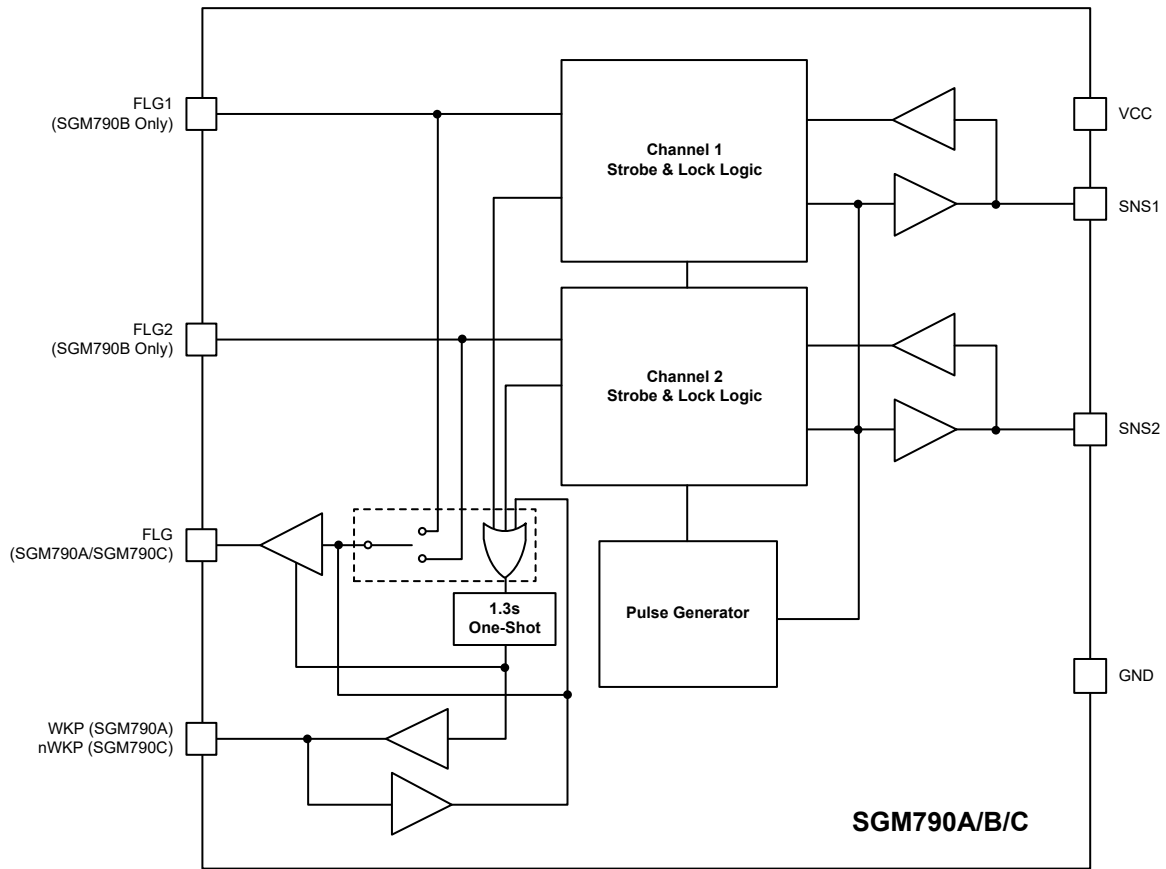 FLG1
(SGM790B Only)
Channel 1
Strobe & Lock Logic
VCC
SNS1
FLG2
(SGM790B Only)
Channel 2
Strobe & Lock Logic
SNS2
FLG
(SGM790A/SGM790C)
1.3s
One-Shot
Pulse Generator
GND
WKP (SGM790A)
nWKP (SGM790C)
SGM790A/B/C